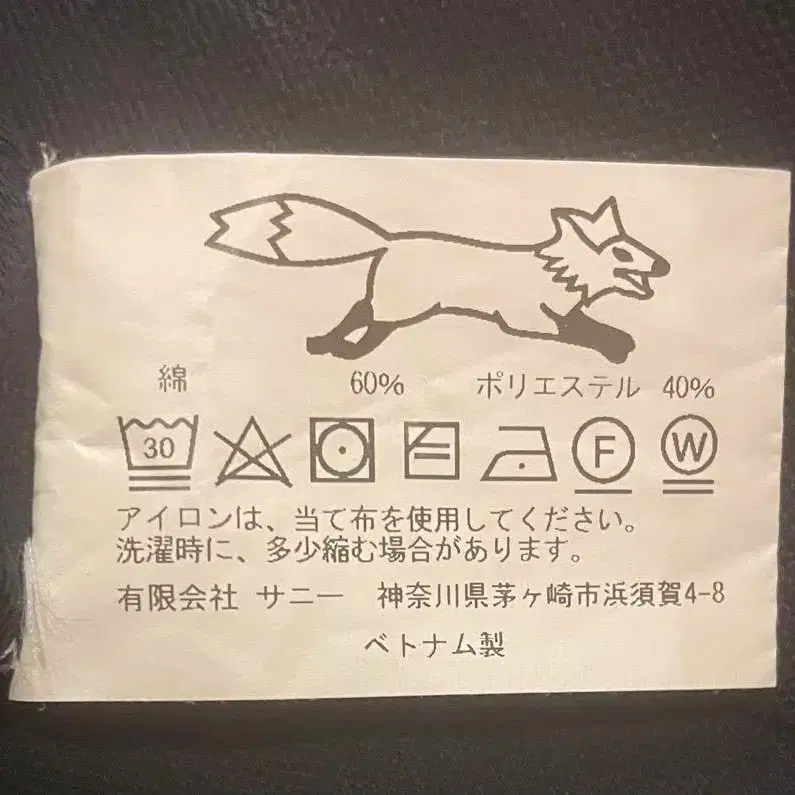 綿 60% ポリエステル 40%
30 F W
アイロンは、当て布を使用してください。
洗濯時に、多少縮む場合があります。
有限会社 サニー 神奈川県茅ヶ崎市浜須賀4-8
ベトナム製